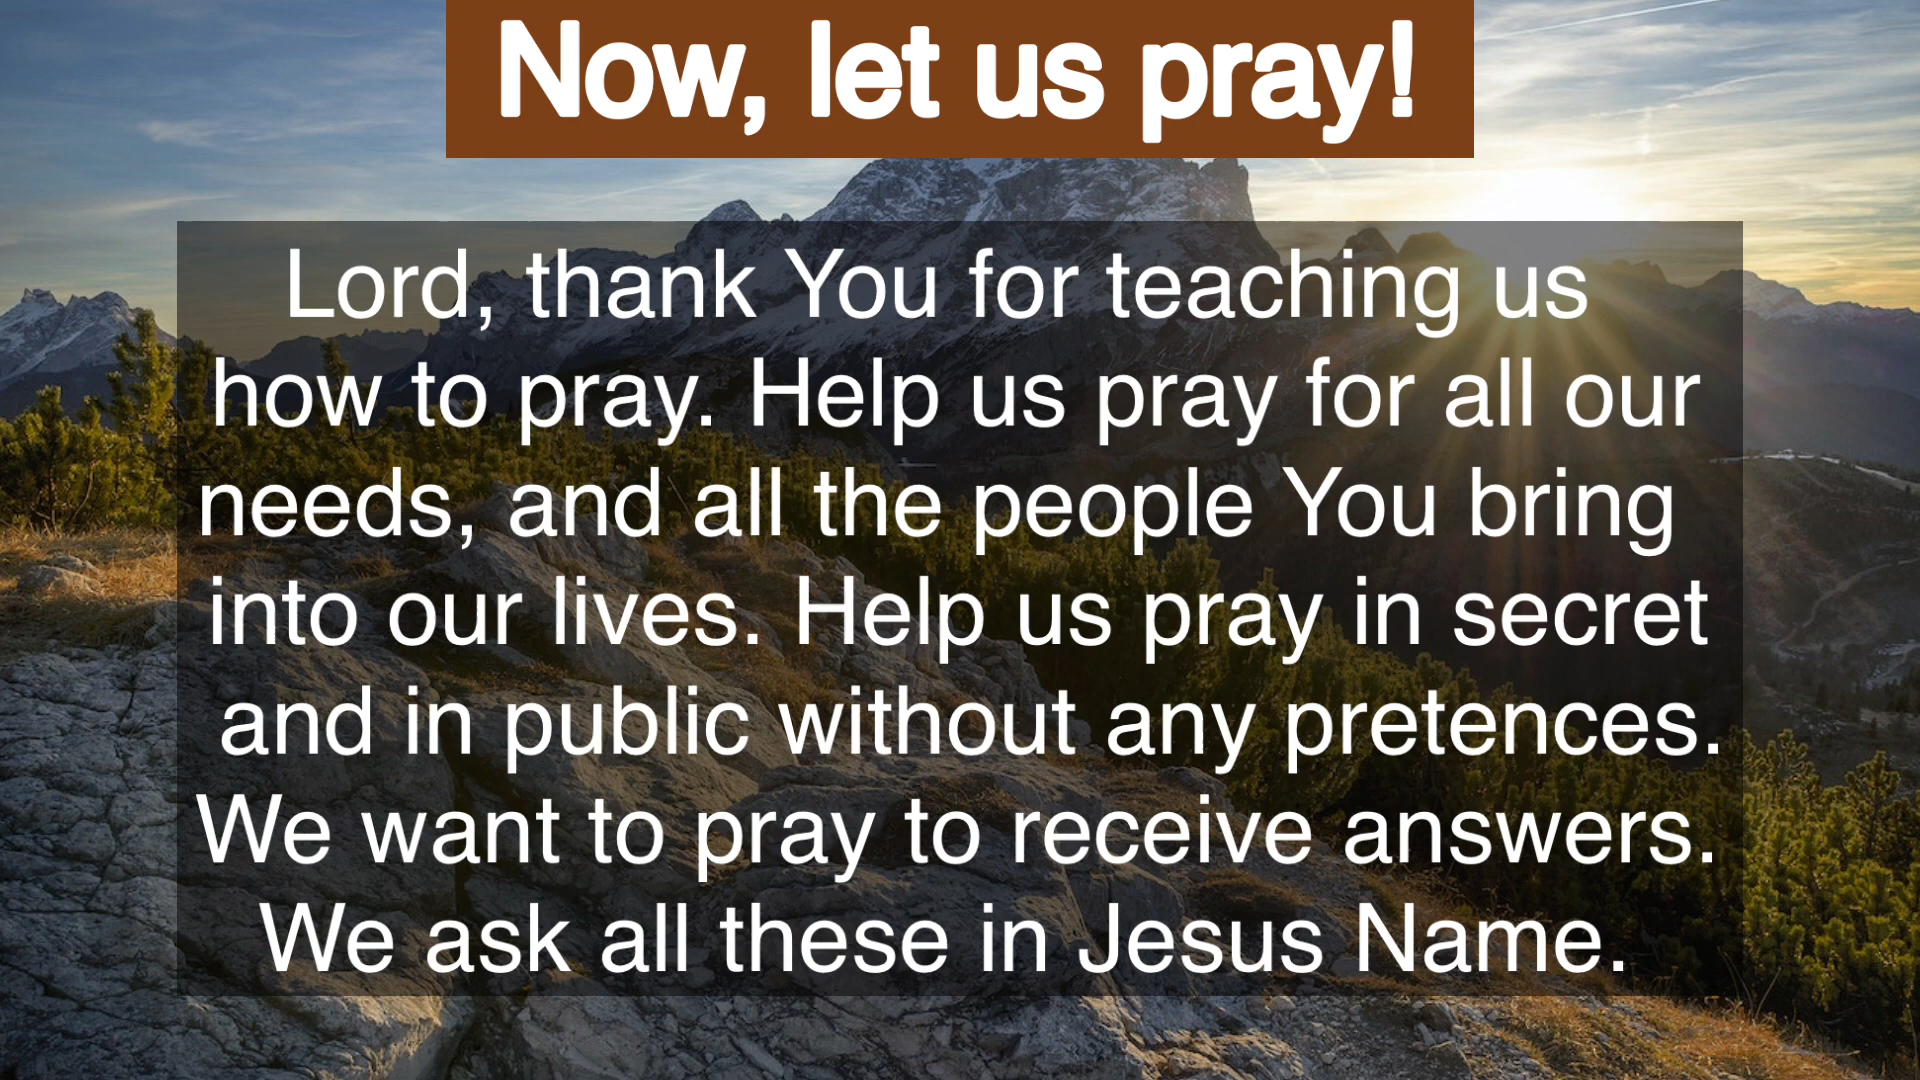 Now, let us pray!
Lord, thank You for teaching us
how to pray. Help us pray for all our
needs, and all the people You bring
into our lives. Help us pray in secret
and in public without any pretences.
We want to pray to receive answers.
We ask all these in Jesus Name.